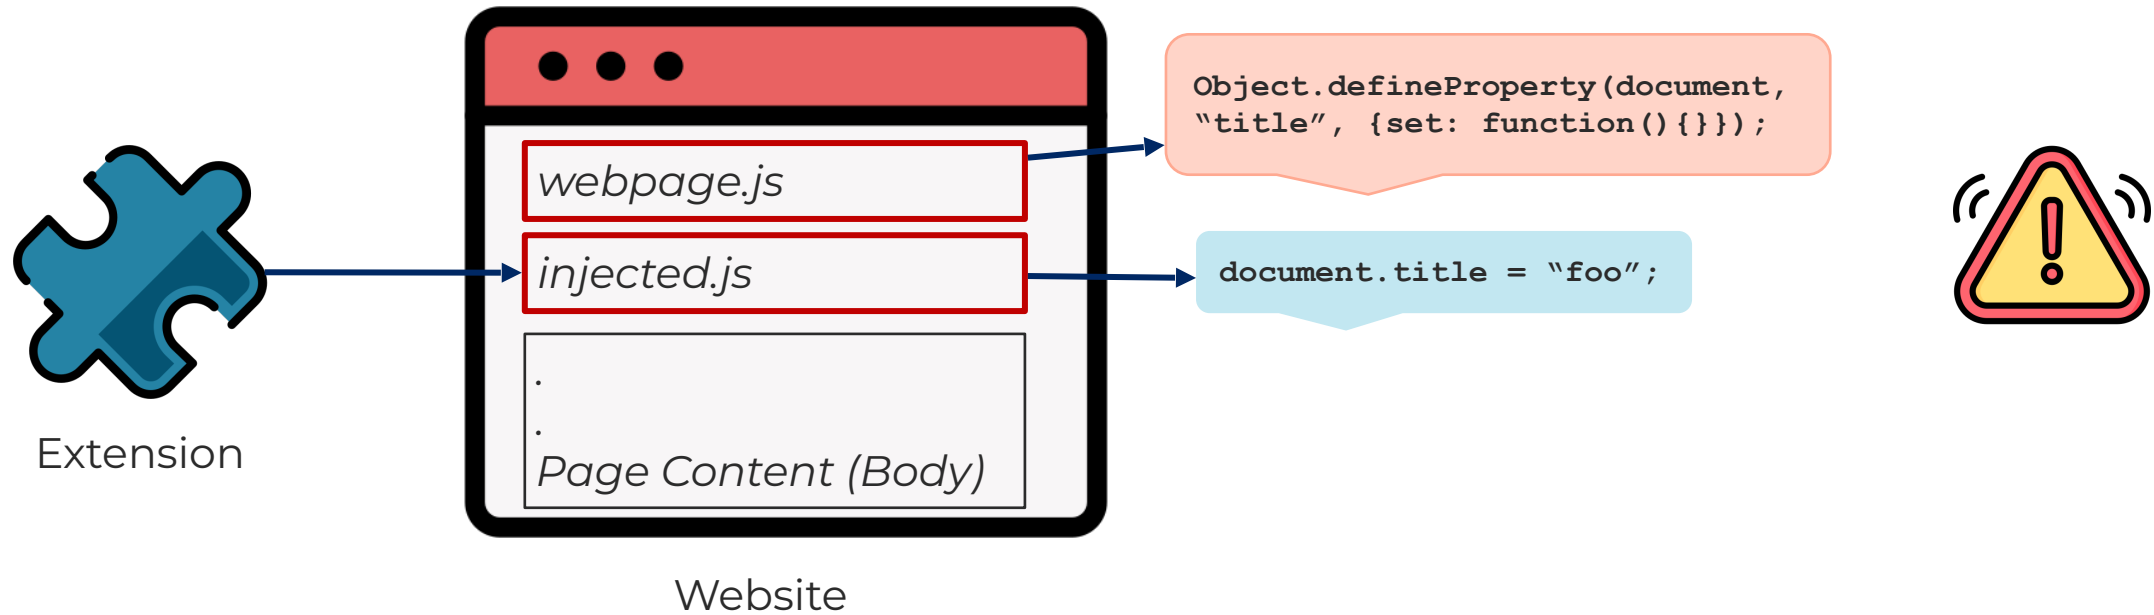 webpage.js
injected.js
.
.
Page Content (Body)
Object.defineProperty(document,
“title”, {set: function(){}});
document.title = “foo”;
Extension
Website